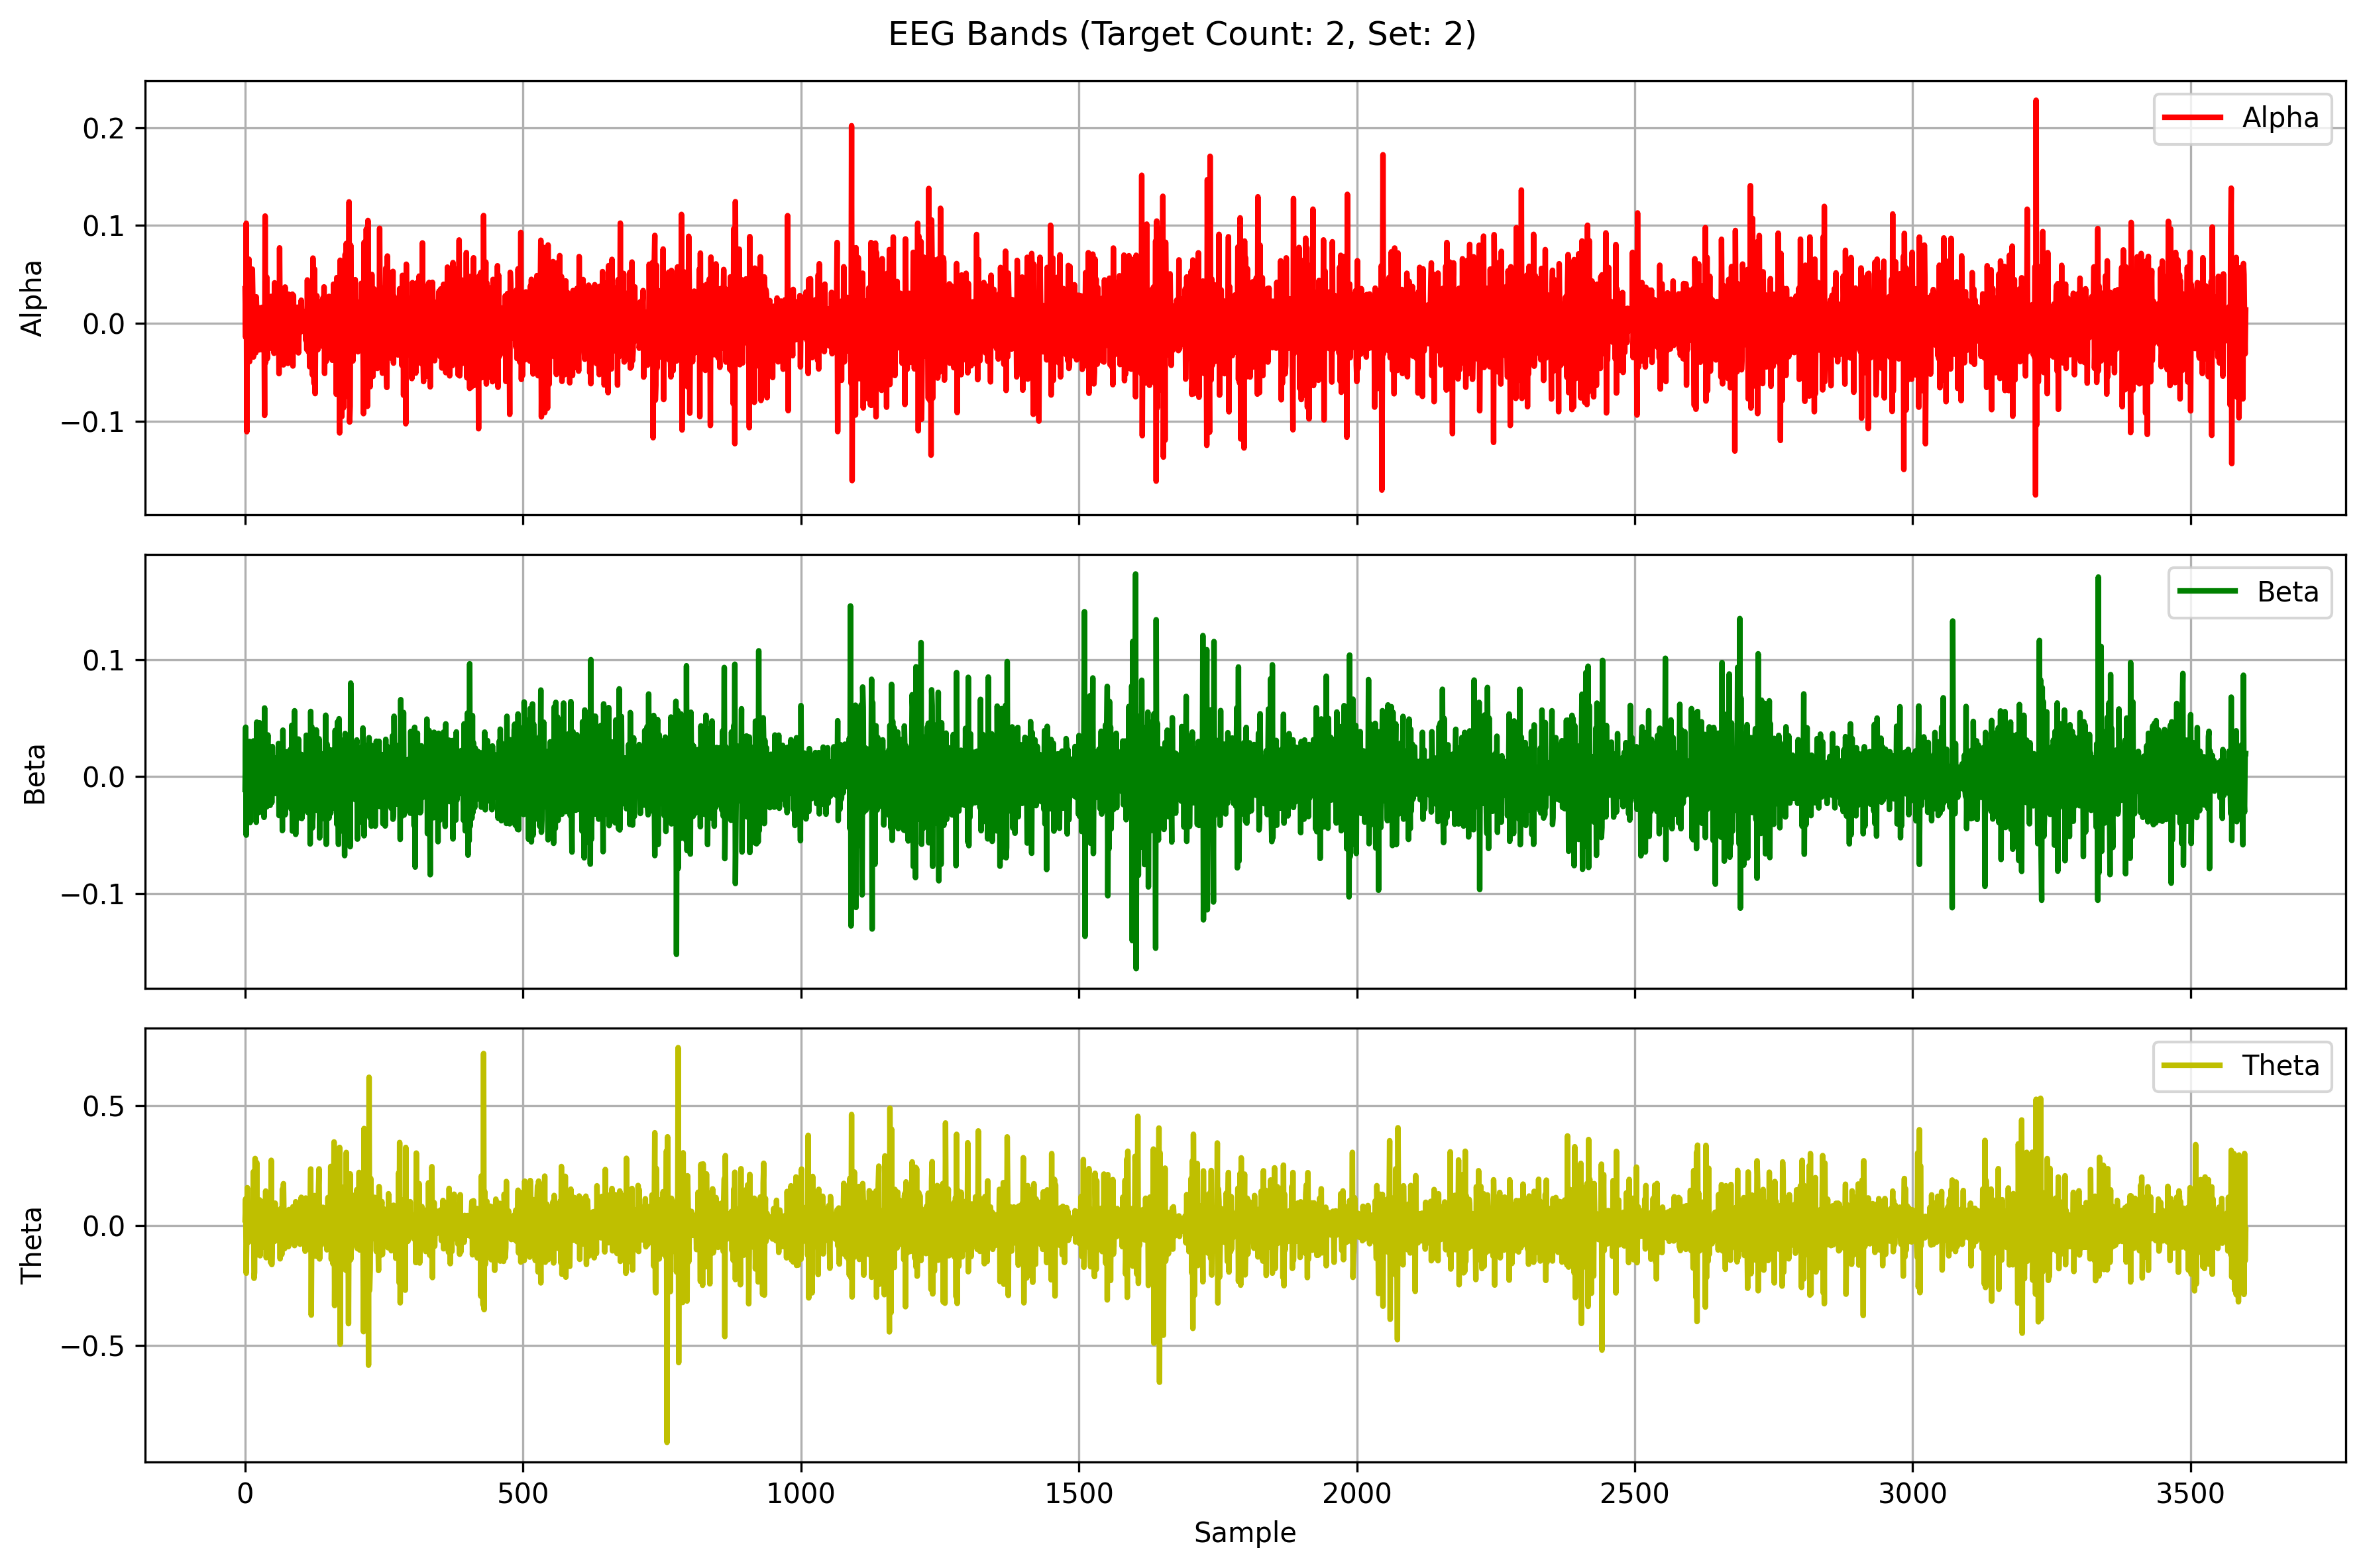 EEG Bands (Target Count: 2, Set: 2)
Alpha
0.2
0.1
0.0
−0.1
Alpha
Beta
0.1
0.0
−0.1
Beta
Theta
0.5
0.0
−0.5
Theta
0 500 1000 1500 2000 2500 3000 3500
Sample